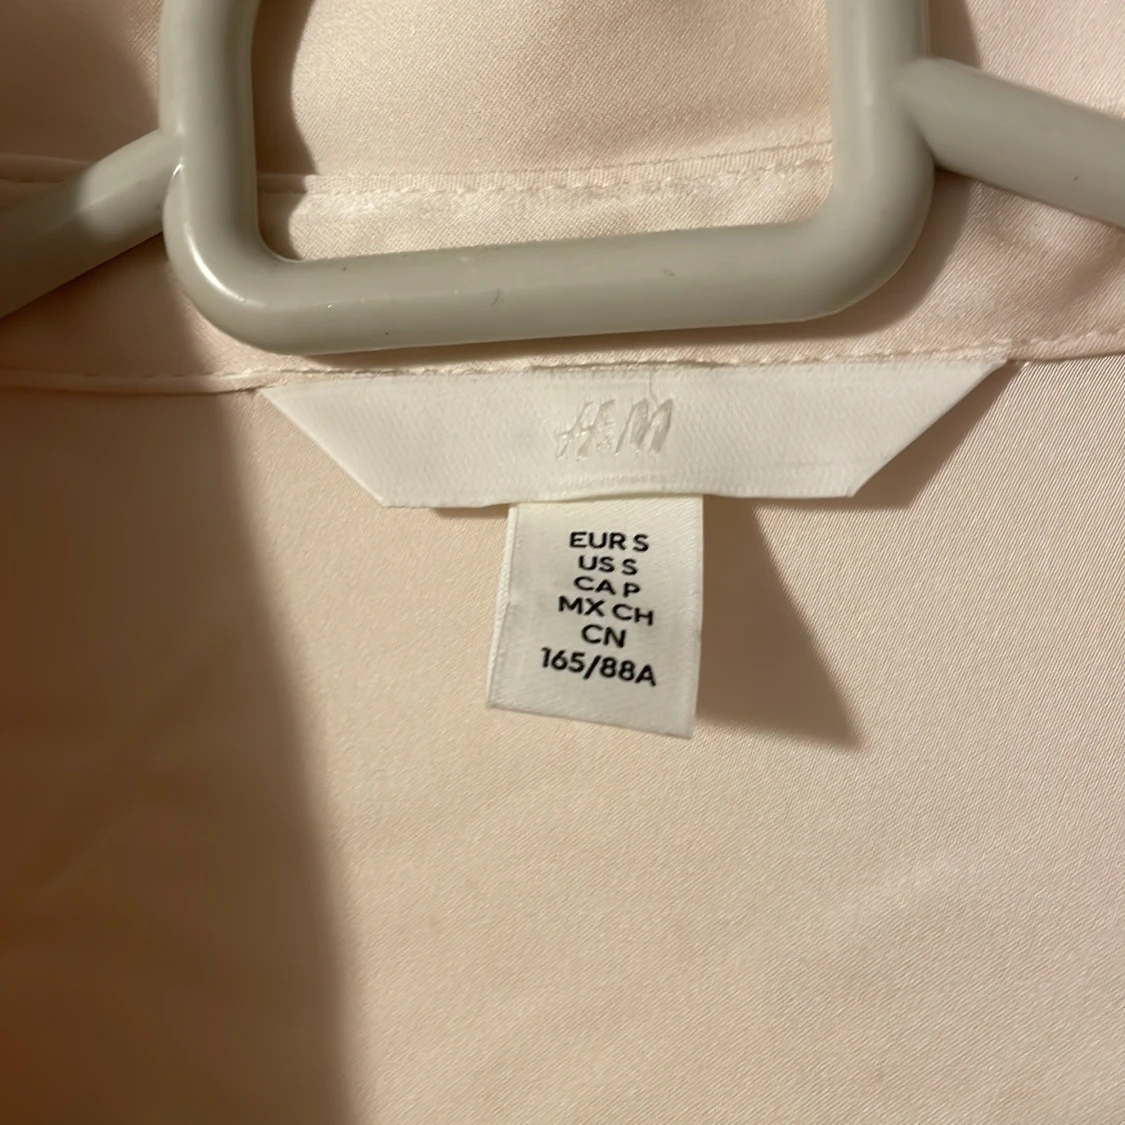 H&M
EUR S
US S
CA P
MX CH
CN
165/88A